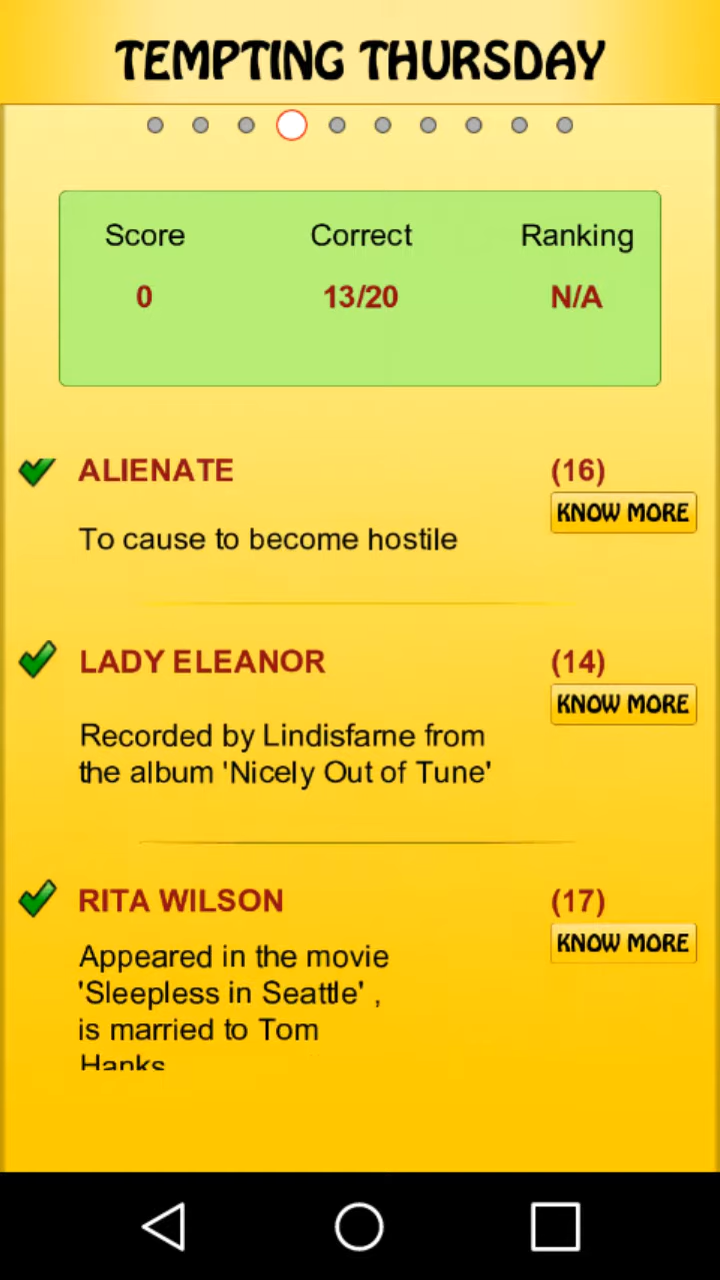 TEMPTING THURSDAY
Score Correct Ranking
0 13/20 N/A
ALIENATE (16)
KNOW MORE
To cause to become hostile
LADY ELEANOR (14)
KNOW MORE
Recorded by Lindisfarne from
the album 'Nicely Out of Tune'
RITA WILSON (17)
KNOW MORE
Appeared in the movie
'Sleepless in Seattle' ,
is married to Tom
Hanks